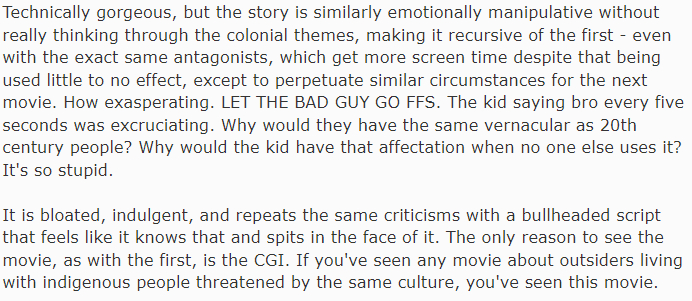 Technically gorgeous, but the story is similarly emotionally manipulative without
really thinking through the colonial themes, making it recursive of the first - even
with the exact same antagonists, which get more screen time despite that being
used little to no effect, except to perpetuate similar circumstances for the next
movie. How exasperating. LET THE BAD GUY GO FFS. The kid saying bro every five
seconds was excruciating. Why would they have the same vernacular as 20th
century people? Why would the kid have that affectation when no one else uses it?
It's so stupid.

It is bloated, indulgent, and repeats the same criticisms with a bullheaded script
that feels like it knows that and spits in the face of it. The only reason to see the
movie, as with the first, is the CGI. If you've seen any movie about outsiders living
with indigenous people threatened by the same culture, you've seen this movie.